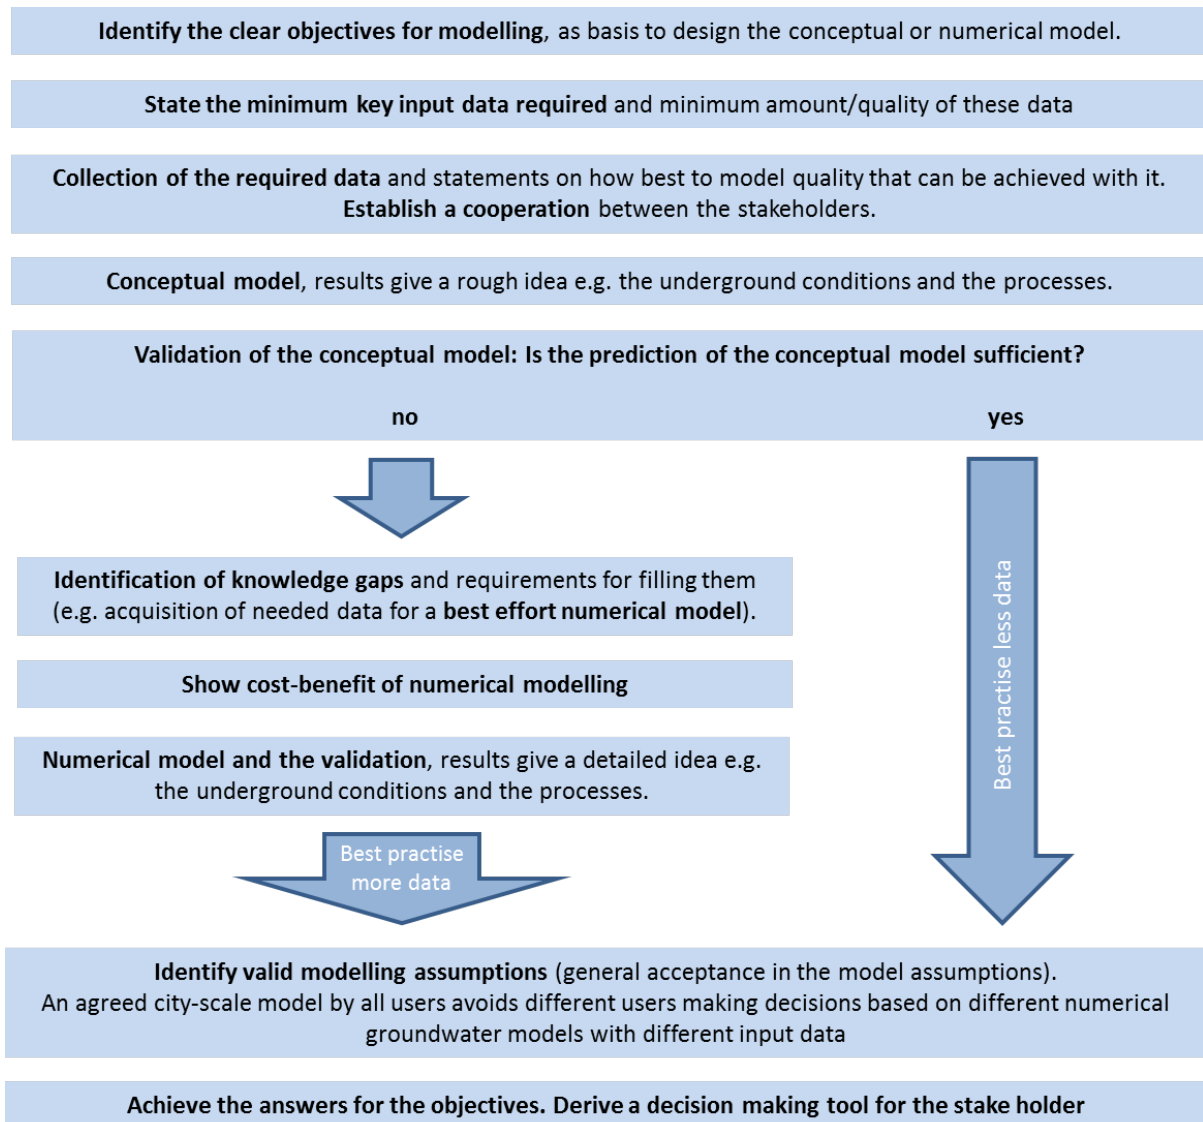 Identify the clear objectives for modelling, as basis to design the conceptual or numerical model.
State the minimum key input data required and minimum amount/quality of these data
Collection of the required data and statements on how best to model quality that can be achieved with it.
Establish a cooperation between the stakeholders.
Conceptual model, results give a rough idea e.g. the underground conditions and the processes.
Validation of the conceptual model: Is the prediction of the conceptual model sufficient?
no
yes
Identification of knowledge gaps and requirements for filling them
(e.g. acquisition of needed data for a best effort numerical model).
Show cost-benefit of numerical modelling
Numerical model and the validation, results give a detailed idea e.g.
the underground conditions and the processes.
Best practise
more data
Best practise less data
Identify valid modelling assumptions (general acceptance in the model assumptions).
An agreed city-scale model by all users avoids different users making decisions based on different numerical
groundwater models with different input data
Achieve the answers for the objectives. Derive a decision making tool for the stake holder